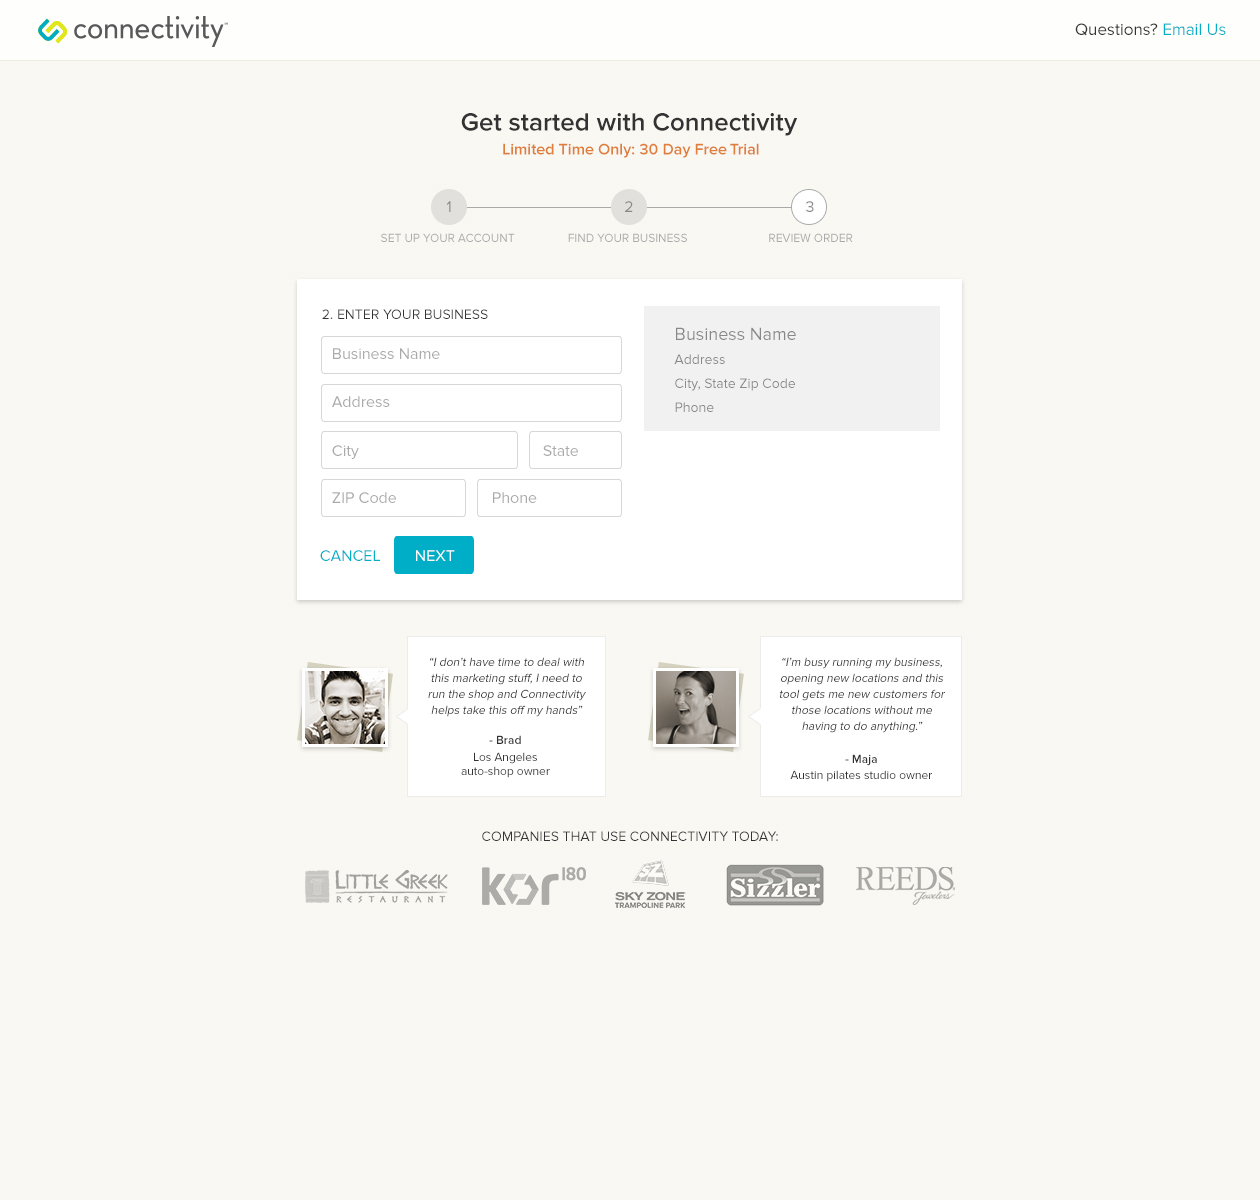 connectivity™
Questions? Email Us
Get started with Connectivity
Limited Time Only: 30 Day Free Trial
1
2
3
SET UP YOUR ACCOUNT
FIND YOUR BUSINESS
REVIEW ORDER
2. ENTER YOUR BUSINESS
Business Name
Address
City
State
ZIP Code
Phone
CANCEL
NEXT
Business Name
Address
City, State Zip Code
Phone
“I don’t have time to deal with
this marketing stuff, I need to
run the shop and Connectivity
helps take this off my hands”
- Brad
Los Angeles
auto-shop owner
“I’m busy running my business,
opening new locations and this
tool gets me new customers for
those locations without me
having to do anything.”
- Maja
Austin pilates studio owner
COMPANIES THAT USE CONNECTIVITY TODAY:
LITTLE GREEK
RESTAURANT
kor180
SZ
SKY ZONE
TRAMPOLINE PARK
Sizzler
REEDS
Jewelers